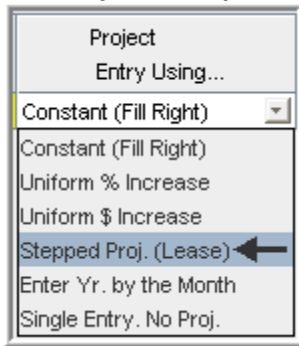 Project
Entry Using...
Constant (Fill Right)
Constant (Fill Right)
Uniform % Increase
Uniform $ Increase
Stepped Proj. (Lease)
Enter Yr. by the Month
Single Entry. No Proj.